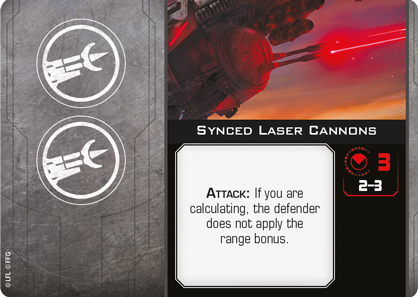 SYNCED LASER CANNONS
ATTACK: If you are
calculating, the defender
does not apply the
range bonus.
3
2–3
© LFL © FFG